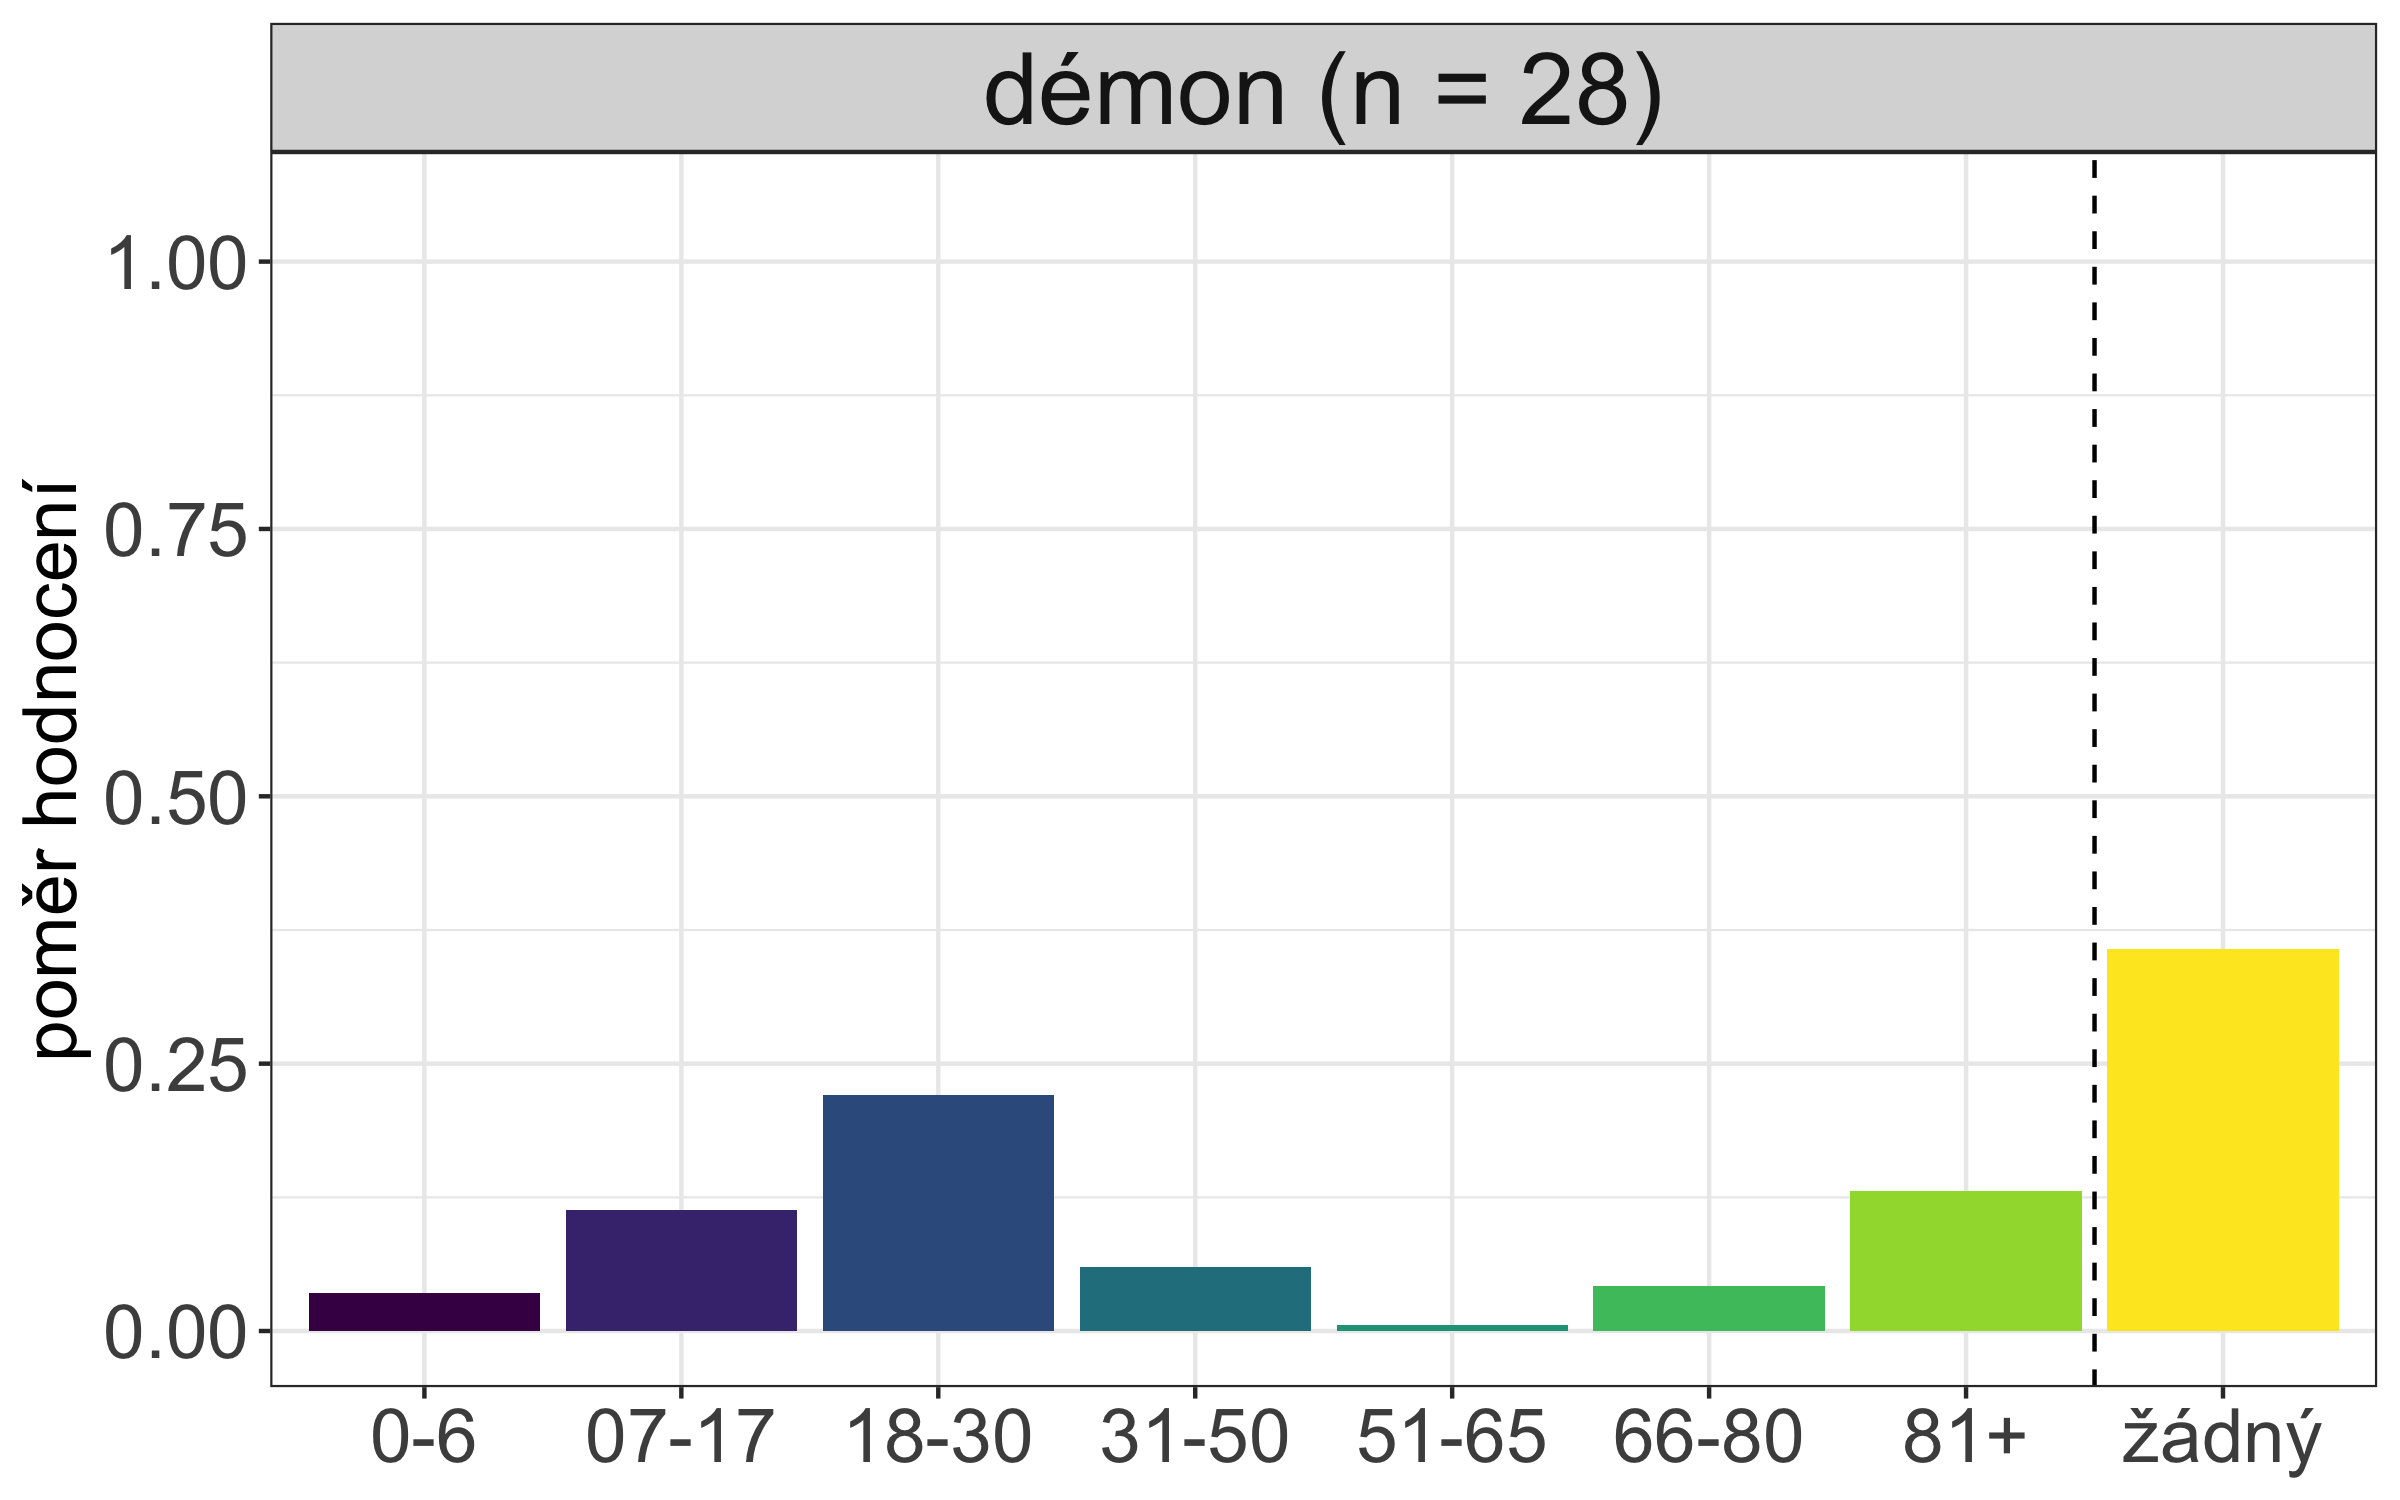 démon (n = 28)
poměr hodnocení
1.00
0.75
0.50
0.25
0.00
0-6 07-17 18-30 31-50 51-65 66-80 81+ žádný